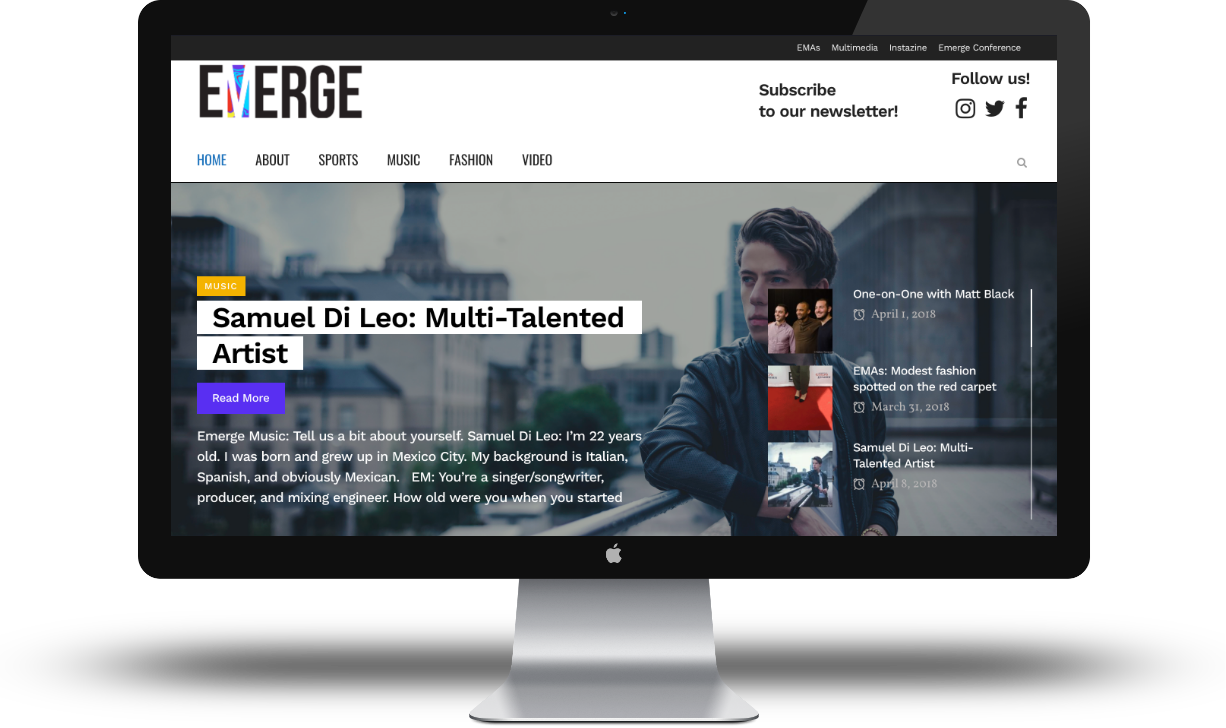 EMAs Multimedia Instazine Emerge Conference
EMERGE
Subscribe
to our newsletter!
Follow us!
HOME ABOUT SPORTS MUSIC FASHION VIDEO
MUSIC
Samuel Di Leo: Multi-Talented
Artist
Read More
Emerge Music: Tell us a bit about yourself. Samuel Di Leo: I'm 22 years
old. I was born and grew up in Mexico City. My background is Italian,
Spanish, and obviously Mexican. EM: You're a singer/songwriter,
producer, and mixing engineer. How old were you when you started
One-on-One with Matt Black
April 1, 2018
EMAs: Modest fashion
spotted on the red carpet
March 31, 2018
Samuel Di Leo: Multi-
Talented Artist
April 8, 2018